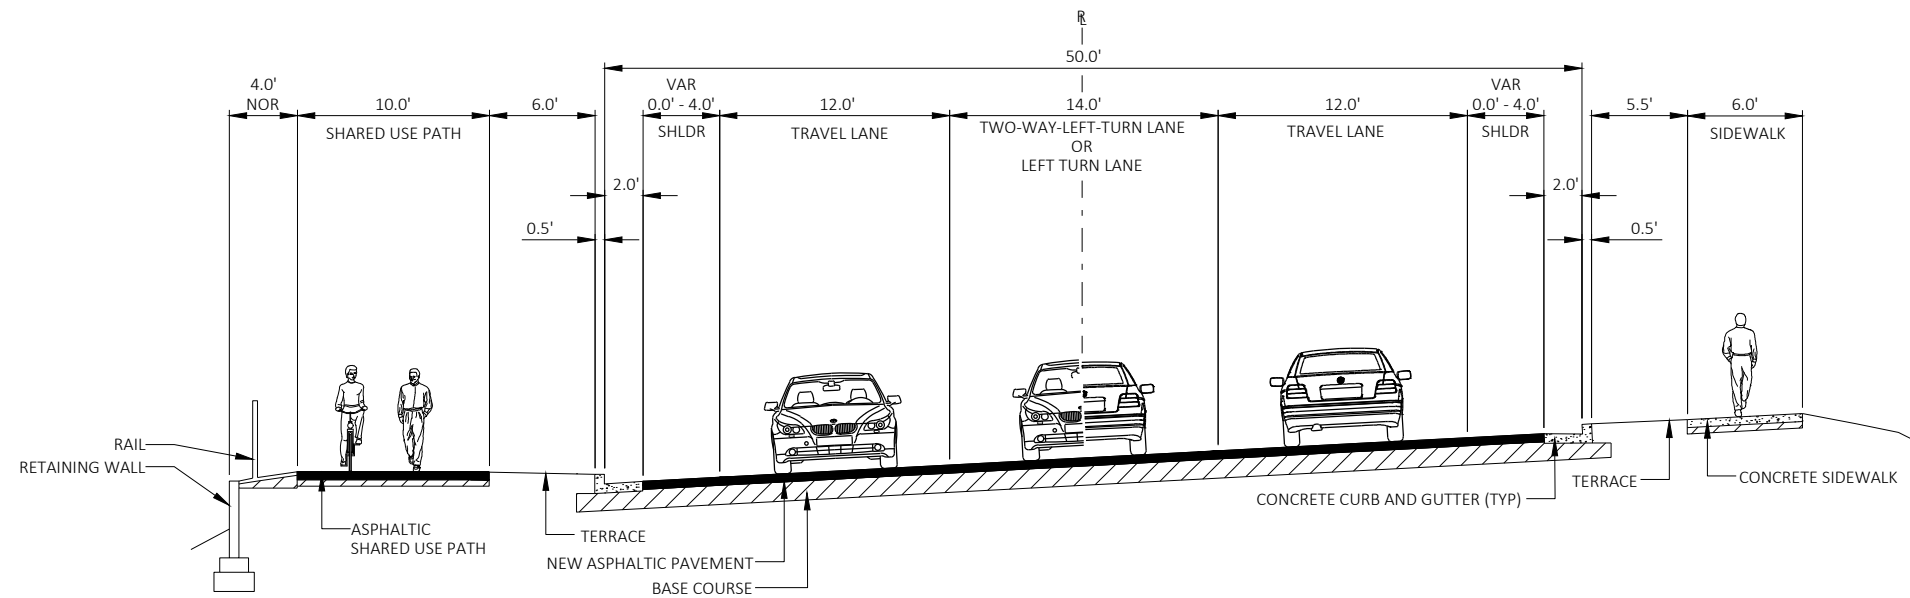 ℞
50.0'
4.0'
NOR
10.0'
SHARED USE PATH
6.0'
VAR
0.0' - 4.0'
SHLDR
12.0'
TRAVEL LANE
14.0'
TWO-WAY-LEFT-TURN LANE
OR
LEFT TURN LANE
12.0'
TRAVEL LANE
VAR
0.0' - 4.0'
SHLDR
5.5'
6.0'
SIDEWALK
2.0'
2.0'
0.5'
0.5'
RAIL
RETAINING WALL
ASPHALTIC
SHARED USE PATH
TERRACE
NEW ASPHALTIC PAVEMENT
BASE COURSE
CONCRETE CURB AND GUTTER (TYP)
TERRACE
CONCRETE SIDEWALK